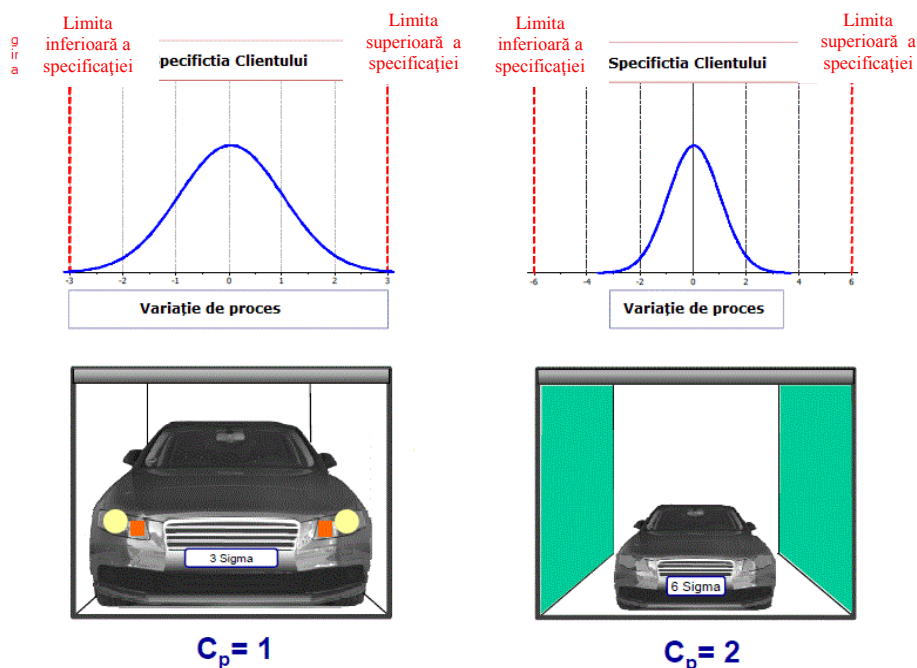 Limita
inferioară a
specificației
Limita
superioară a
specificației
pecifictia Clientului
-3 -2 -1 0 1 2 3
Variație de proces
Limita
inferioară a
specificației
Limita
superioară a
specificației
Specifictia Clientului
-6 -4 -2 0 2 4 6
Variație de proces
3 Sigma
6 Sigma
Cp= 1
Cp= 2